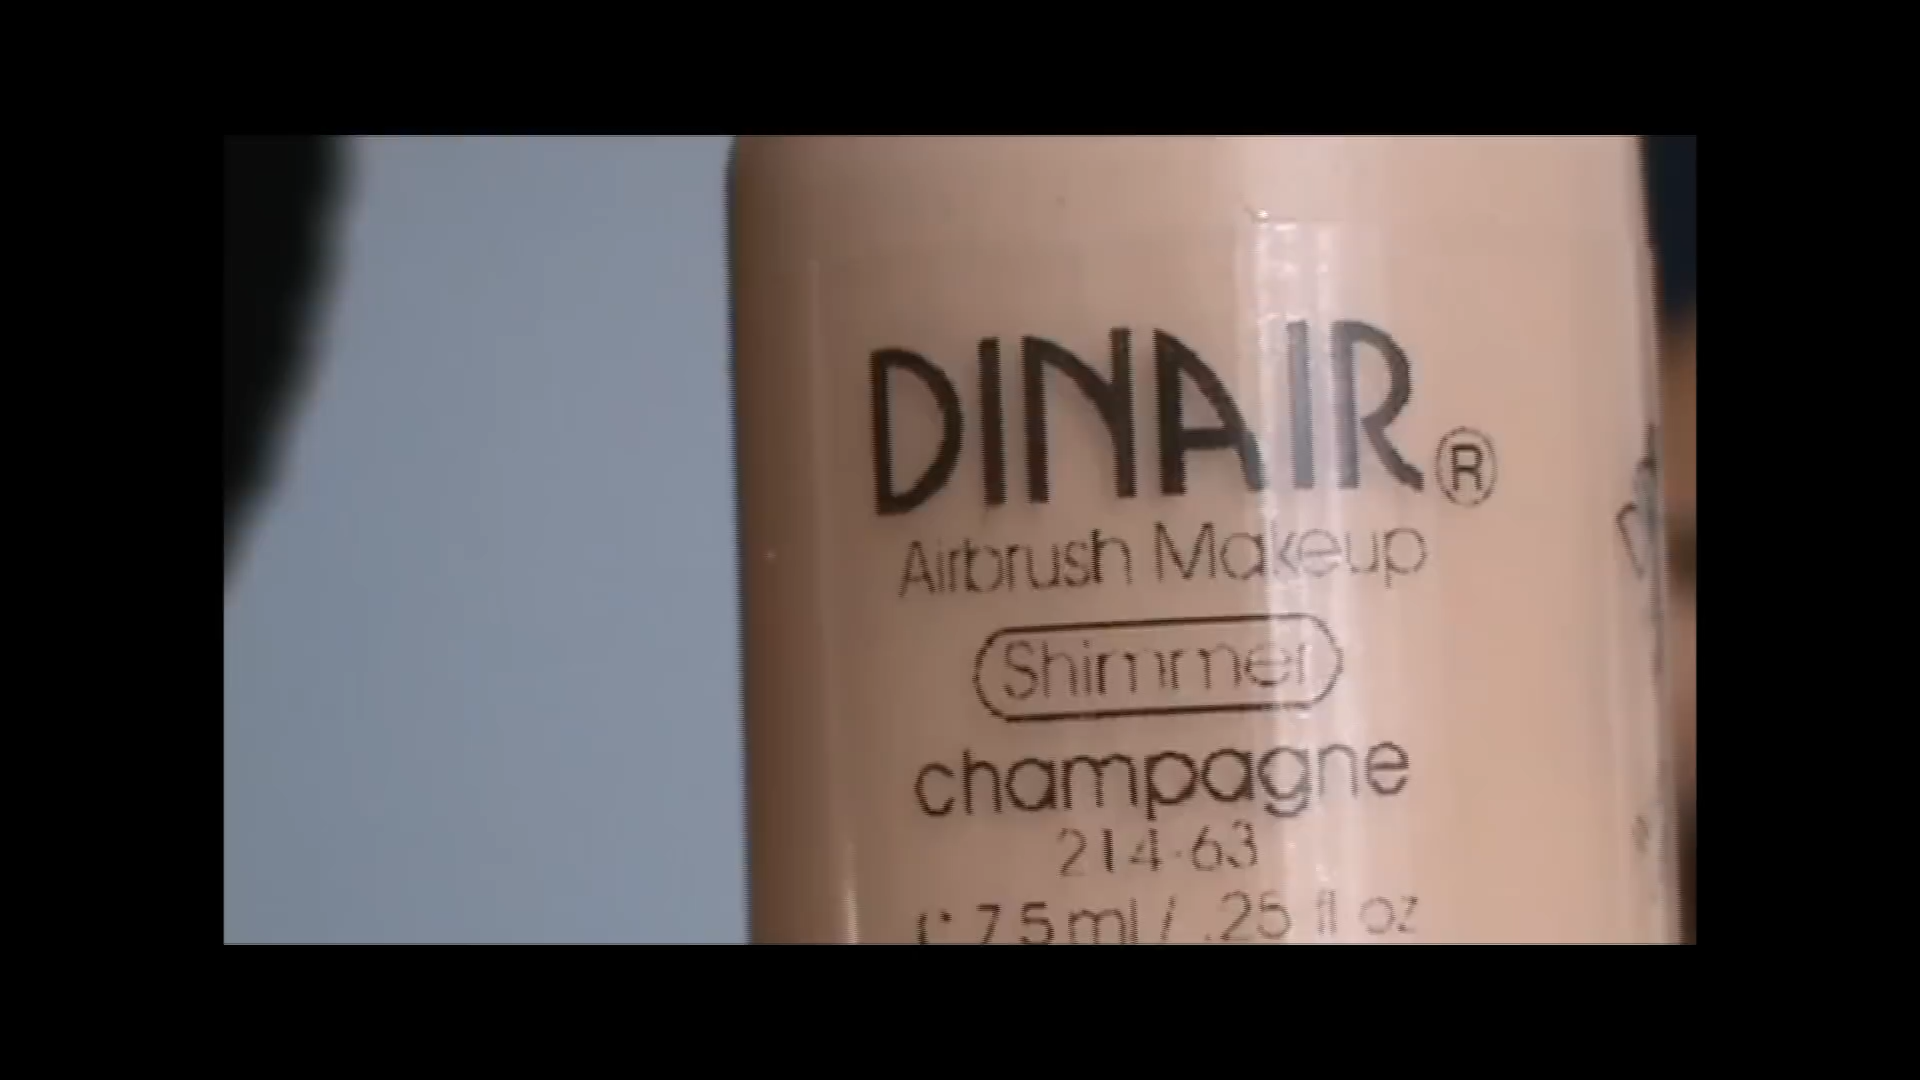 DINAIR®
Airbrush Makeup
Shimmer
champagne
214-63
7.5 ml / .25 fl oz